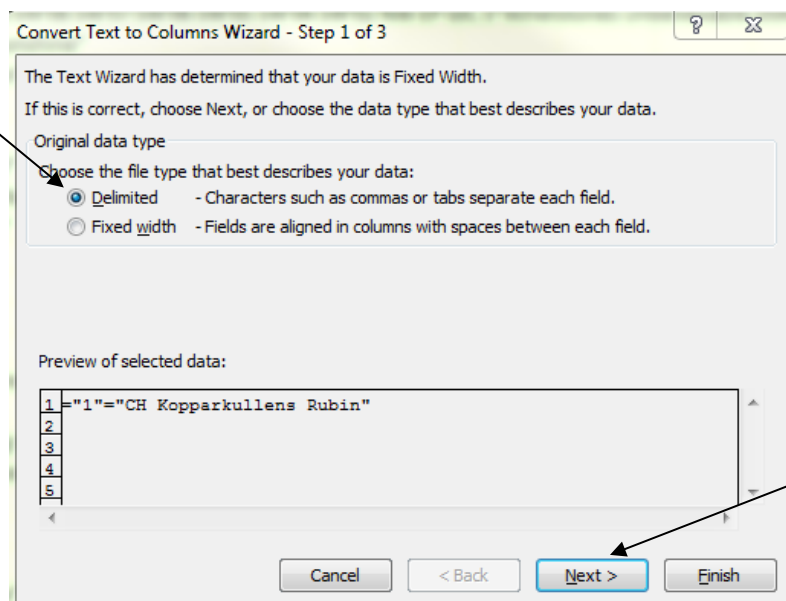 Convert Text to Columns Wizard - Step 1 of 3
The Text Wizard has determined that your data is Fixed Width.
If this is correct, choose Next, or choose the data type that best describes your data.
Original data type
Choose the file type that best describes your data:
Delimited - Characters such as commas or tabs separate each field.
Fixed width - Fields are aligned in columns with spaces between each field.
Preview of selected data:
1 ="1"="CH Kopparkullens Rubin"
2
3
4
5
Cancel < Back Next > Finish